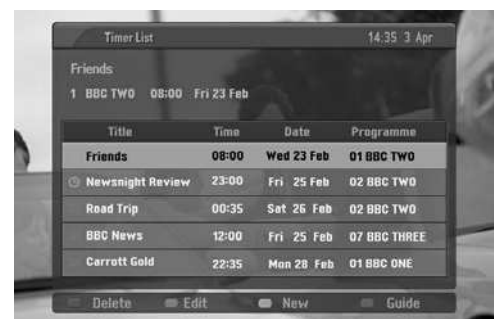 Timer List 14:35 3 Apr
Friends
1 BBC TWO 08:00 Fri 23 Feb
Title Time Date Programme
Friends 08:00 Wed 23 Feb 01 BBC TWO
Newsnight Review 23:00 Fri 25 Feb 02 BBC TWO
Road Trip 00:35 Sat 26 Feb 02 BBC TWO
BBC News 12:00 Fri 25 Feb 07 BBC THREE
Carrott Gold 22:35 Mon 28 Feb 01 BBC ONE
Delete Edit New Guide